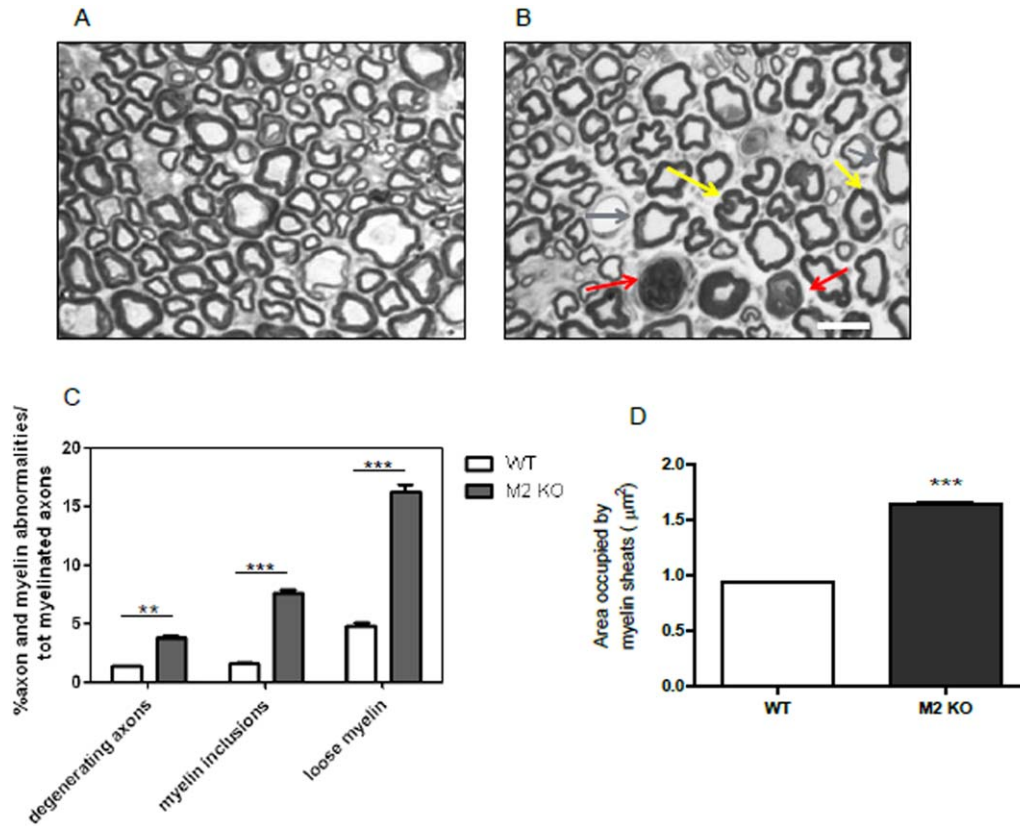 A
B
C
%axon and myelin abnormalities/
tot myelinated axons
20
15
10
5
0
**
***
***
degenerating axons
myelin inclusions
loose myelin
WT
M2 KO
D
Area occupied by
myelin sheats ( μm²)
2.0
1.5
1.0
0.5
0.0
***
WT
M2 KO